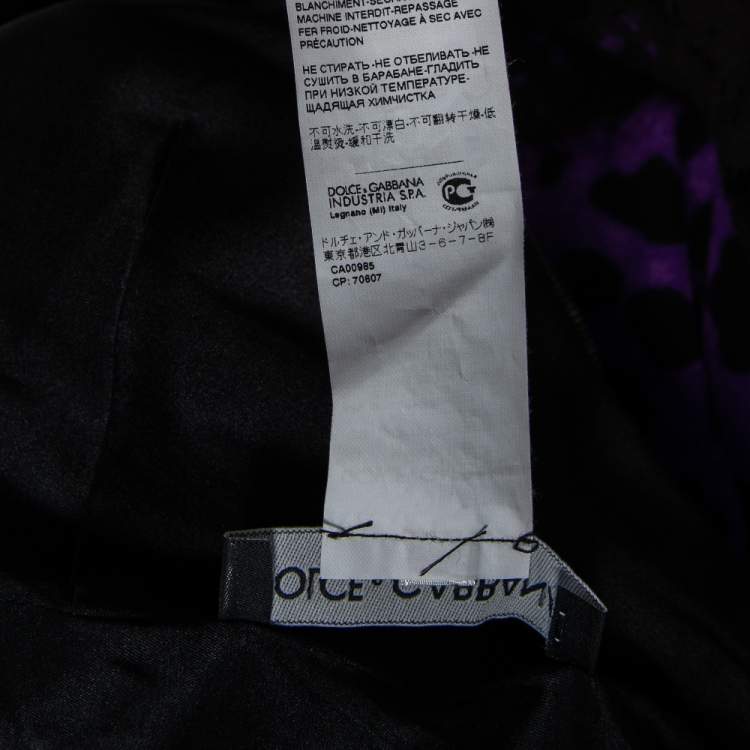 BLANCHIMENT-SÉCHAGE
MACHINE INTERDIT-REPASSAGE
FER FROID-NETTOYAGE À SEC AVEC
PRÉCAUTION
НЕ СТИРАТЬ-НЕ ОТБЕЛИВАТЬ-НЕ
СУШИТЬ В БАРАБАНЕ-ГЛАДИТЬ
ПРИ НИЗКОЙ ТЕМПЕРАТУРЕ-
ЩАДЯЩАЯ ХИМЧИСТКА
不可水洗-不可漂白-不可翻转干燥-低
温熨烫-缓和干洗
DOLCE & GABBANA
INDUSTRIA S.P.A.
Legnano (MI) Italy
ドルチェ・アンド・ガッバーナ・ジャパン㈱
東京都港区北青山3-6-7-8F
CA00985
CP: 70607
DOLCE & GABBANA